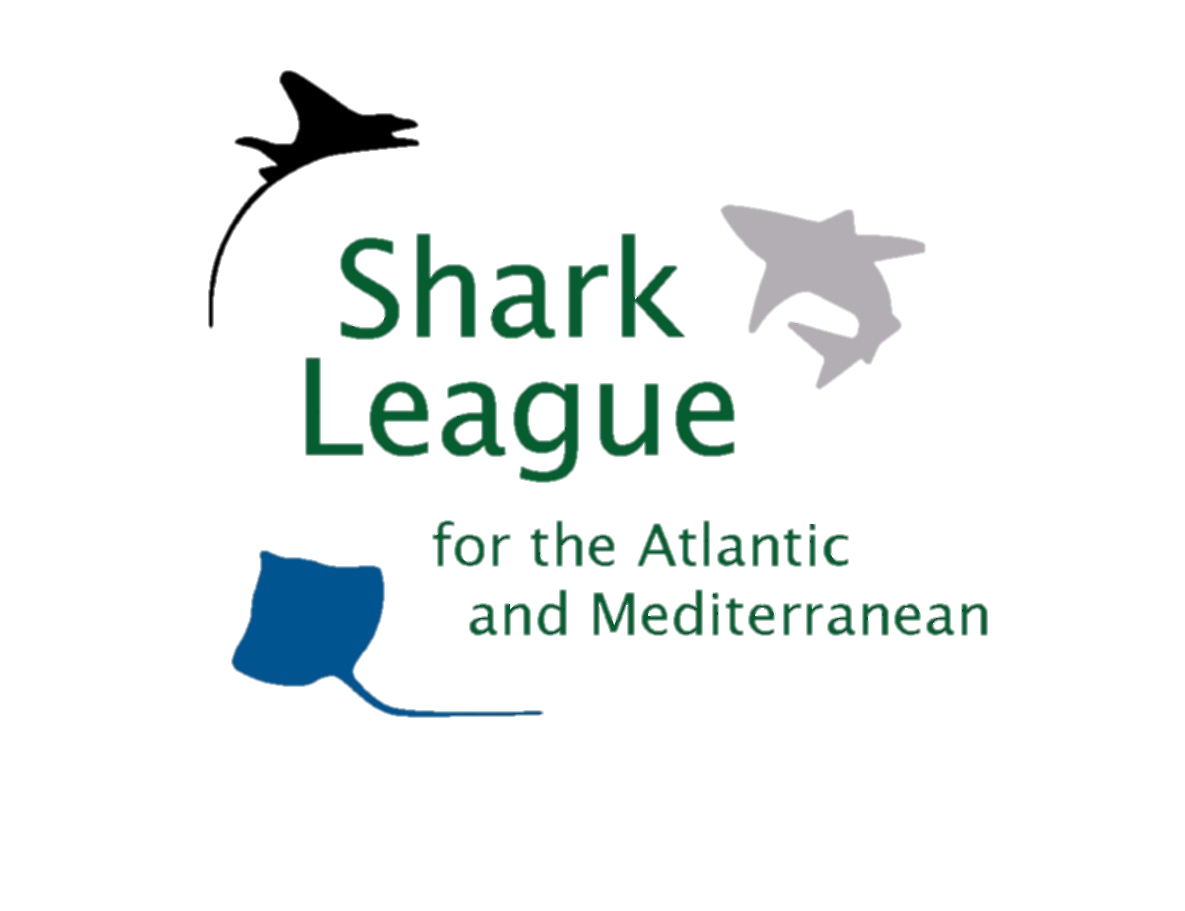 Shark
League
for the Atlantic
and Mediterranean